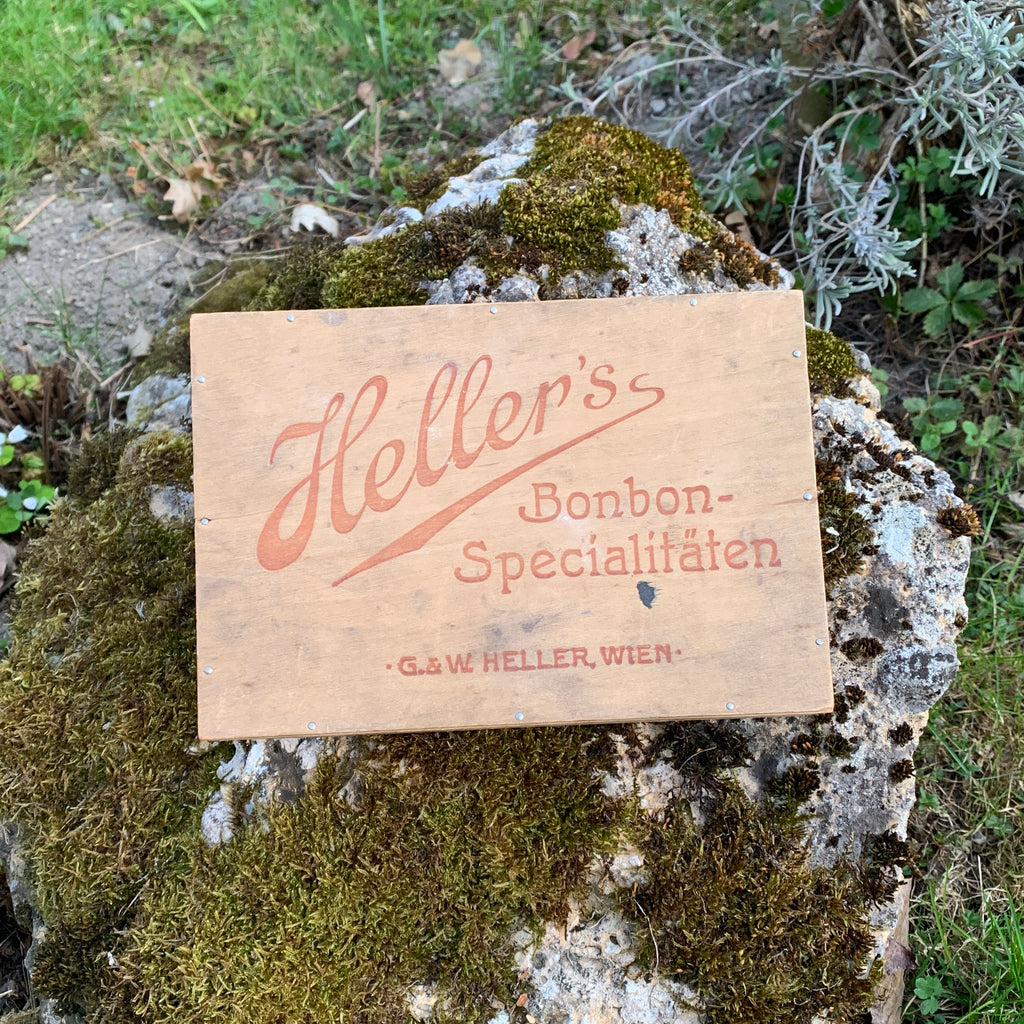 Heller's
Bonbon-
Specialitäten
· G. & W. HELLER, WIEN ·